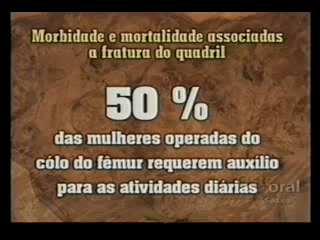 Morbidade e mortalidade associadas
a fratura do quadril
50 %
das mulheres operadas do
cólo do fêmur requerem auxílio
para as atividades diárias
oral